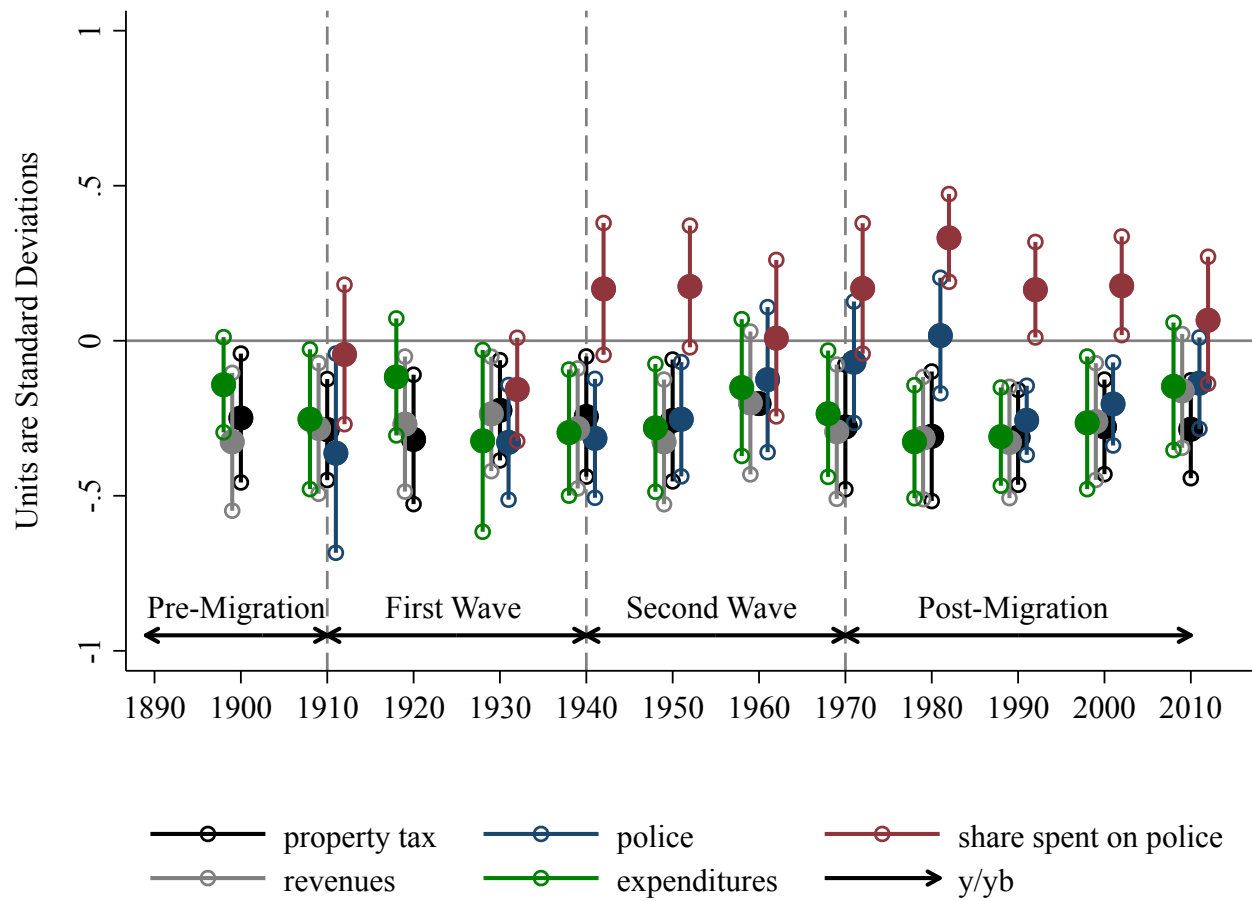 Units are Standard Deviations
1
.5
0
-.5
-1
Pre-Migration First Wave Second Wave Post-Migration
1890 1900 1910 1920 1930 1940 1950 1960 1970 1980 1990 2000 2010
property tax police share spent on police
revenues expenditures y/yb